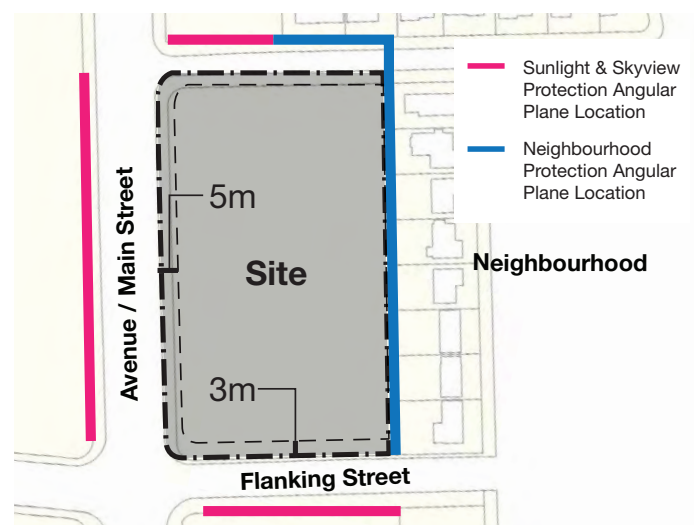 Sunlight & Skyview
Protection Angular
Plane Location
Neighbourhood
Protection Angular
Plane Location
Avenue / Main Street
5m
Site
Neighbourhood
3m
Flanking Street